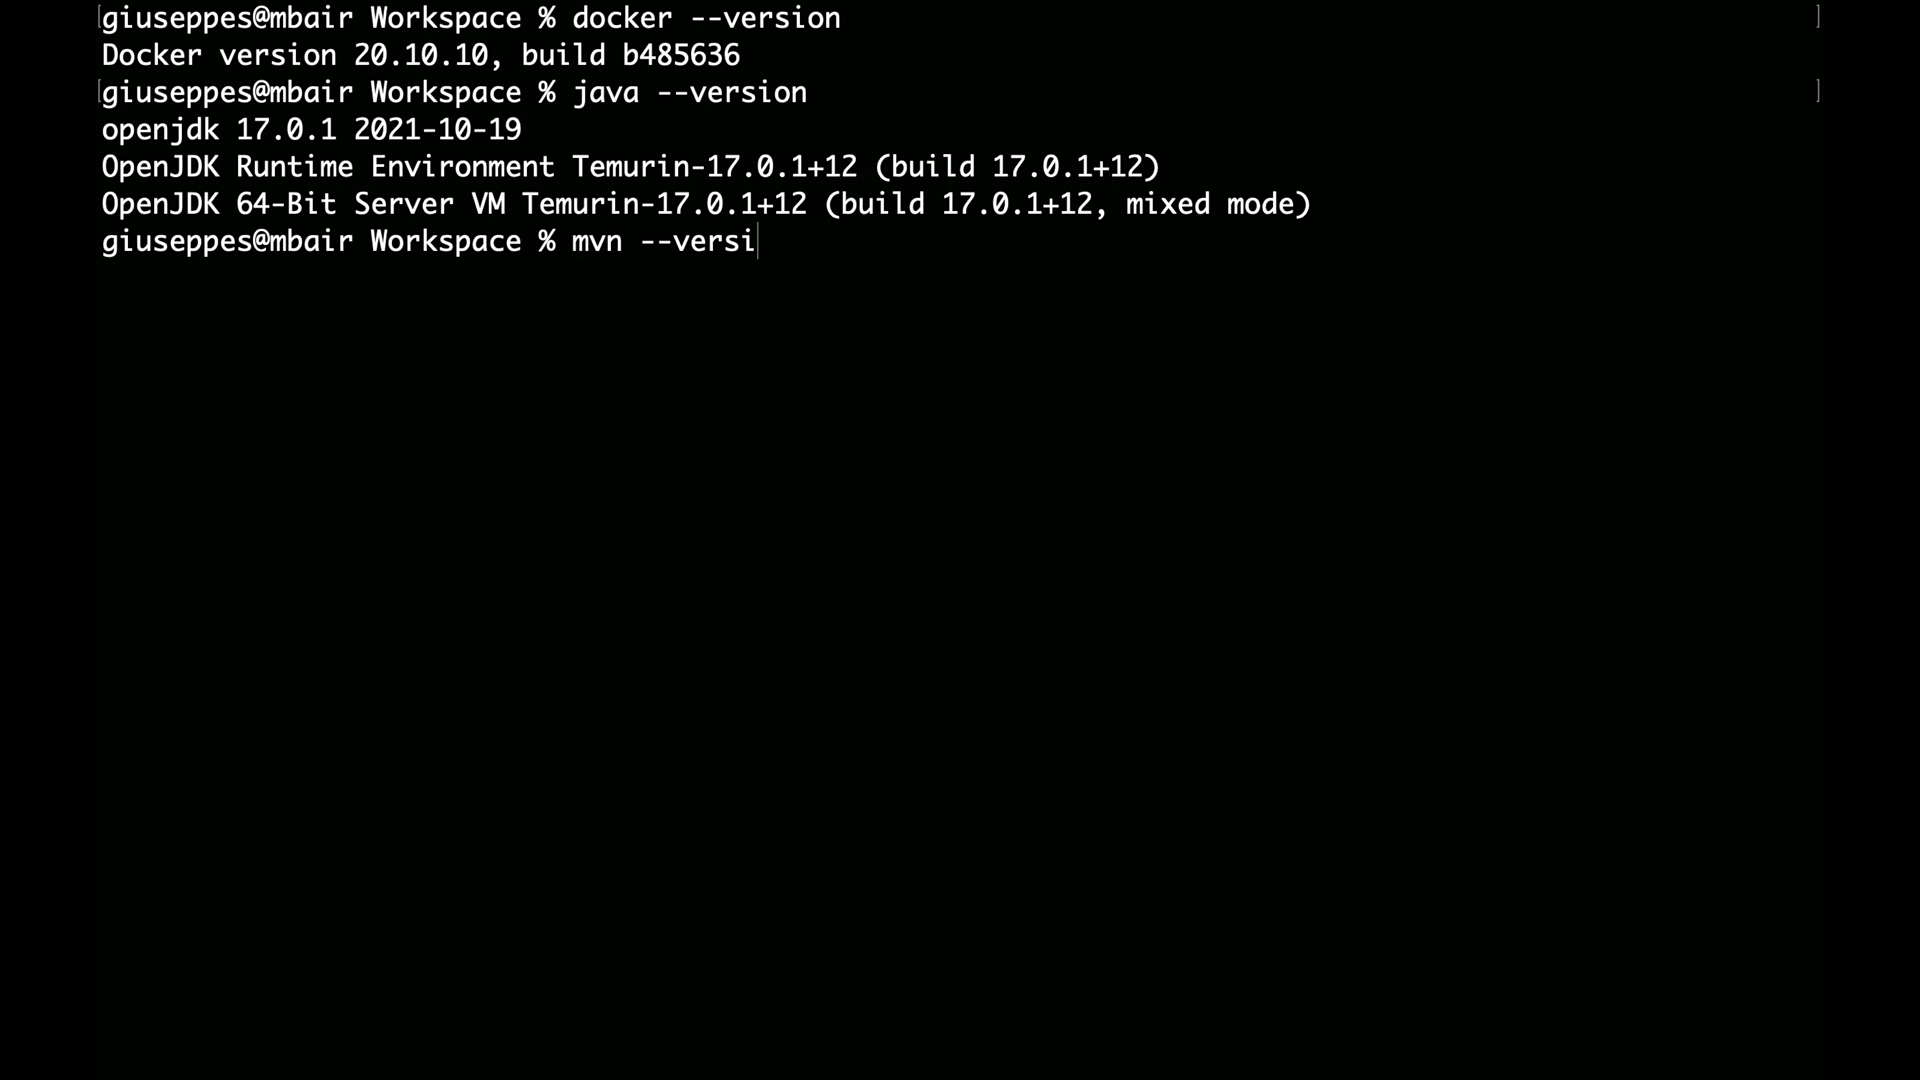 [giuseppes@mbair Workspace % docker --version ]
Docker version 20.10.10, build b485636
[giuseppes@mbair Workspace % java --version ]
openjdk 17.0.1 2021-10-19
OpenJDK Runtime Environment Temurin-17.0.1+12 (build 17.0.1+12)
OpenJDK 64-Bit Server VM Temurin-17.0.1+12 (build 17.0.1+12, mixed mode)
giuseppes@mbair Workspace % mvn --versi